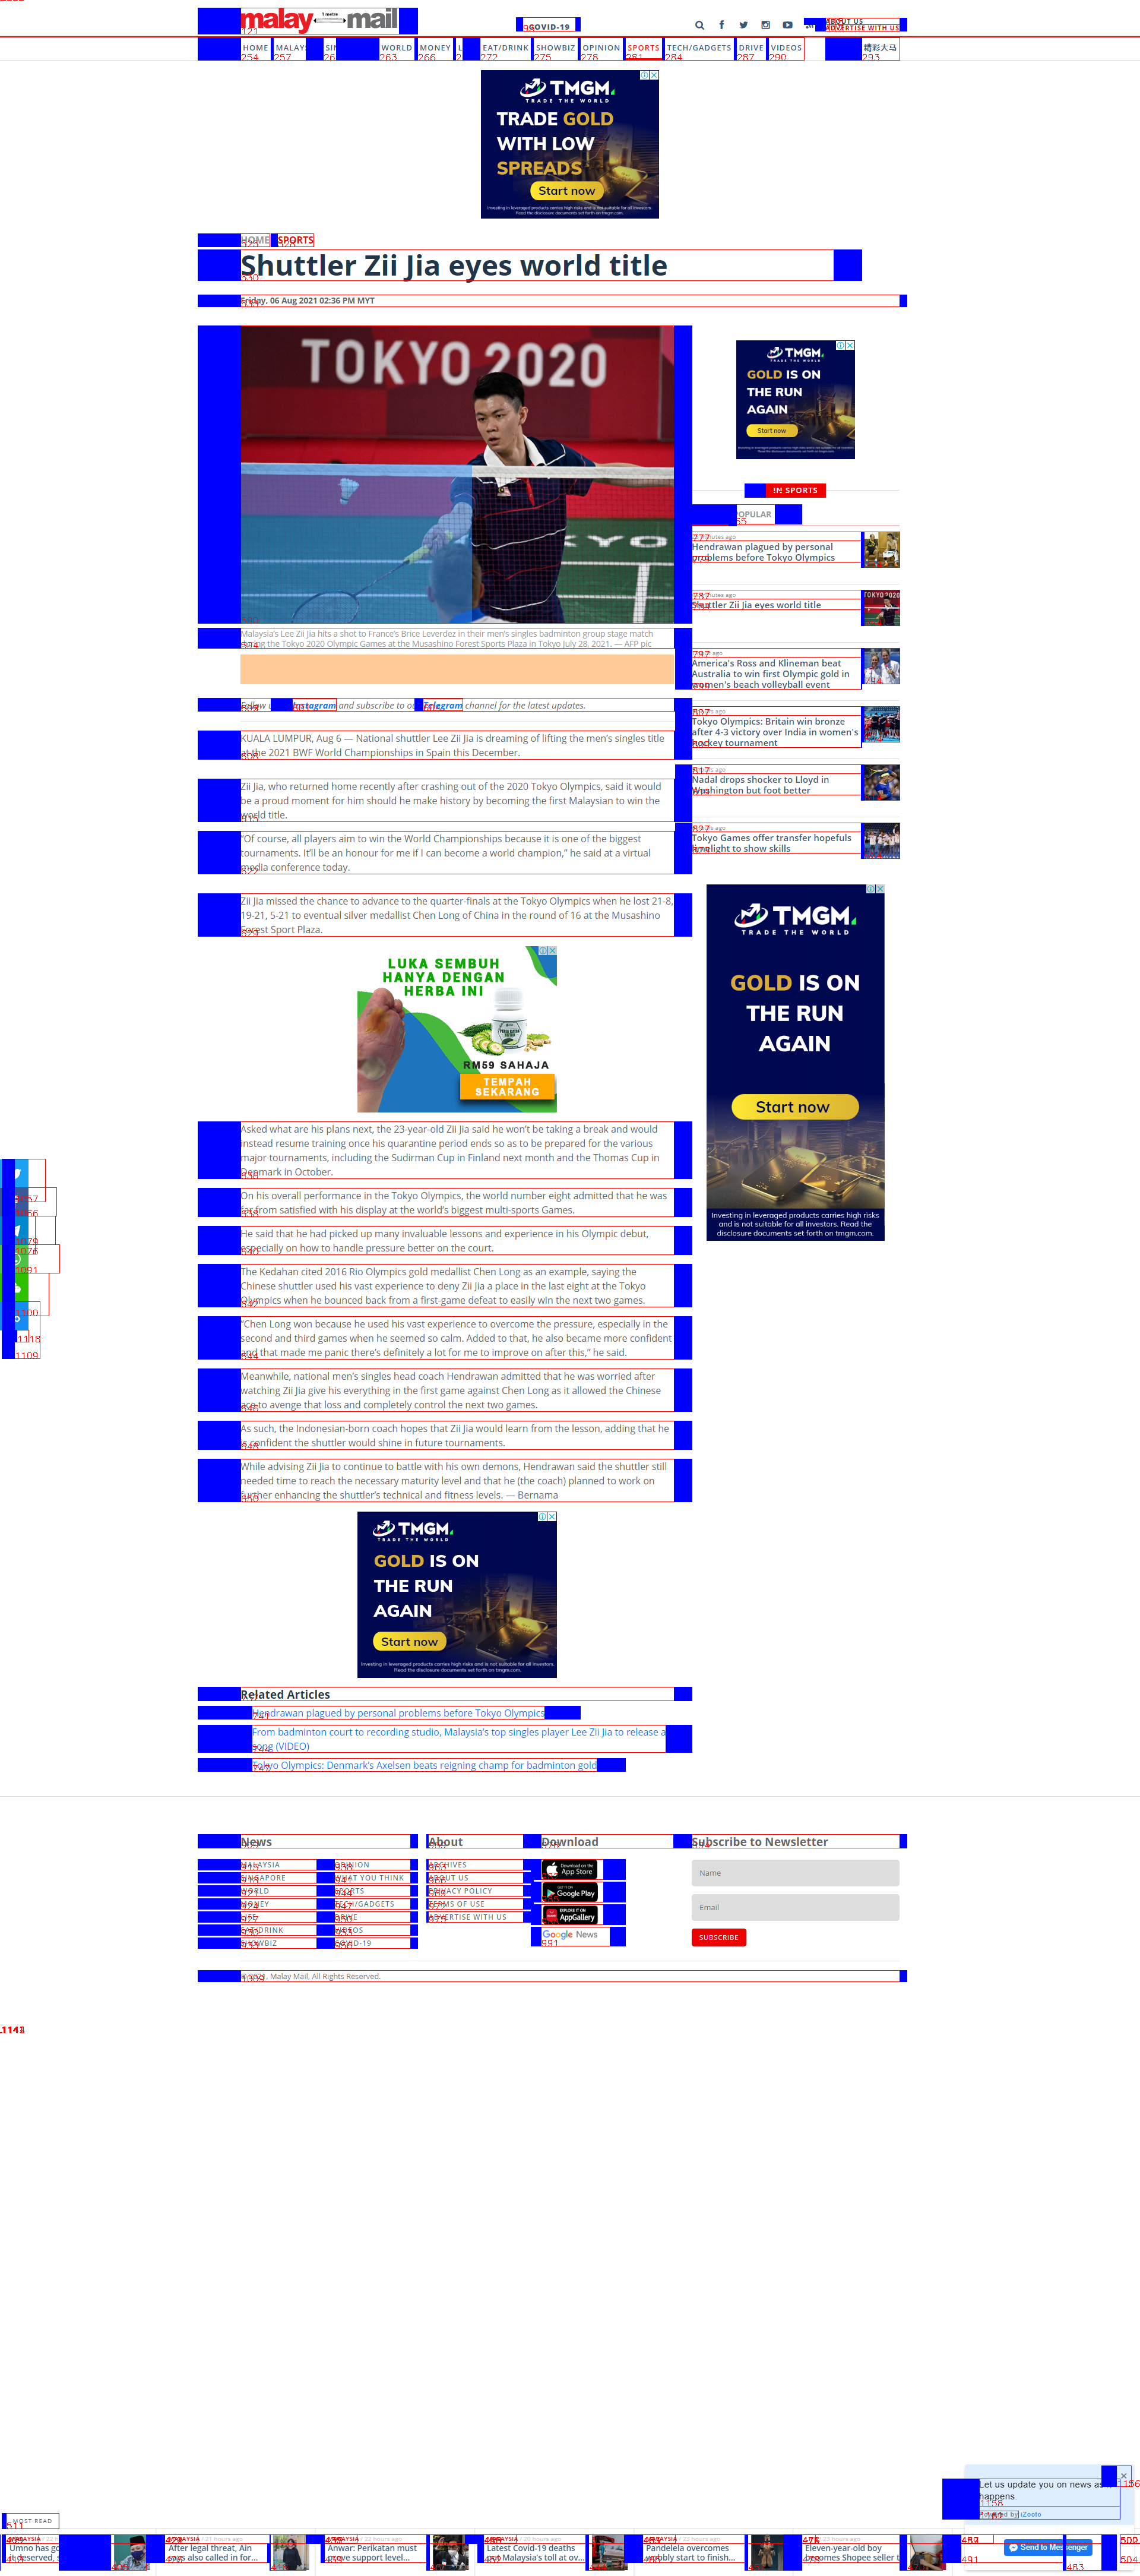 malay mail
COVID-19
ABOUT US
ADVERTISE WITH US
HOME
WORLD MONEY
EAT/DRINK SHOWBIZ OPINION SPORTS TECH/GADGETS DRIVE VIDEOS
精彩大马
TMGM
TRADE THE WORLD
TRADE GOLD
WITH LOW
SPREADS
Start now
Investing in leveraged products carries high risks and is not suitable for all investors.
Read the disclosure documents set forth on tmgm.com.
HOME SPORTS
Shuttler Zii Jia eyes world title
Friday, 06 Aug 2021 02:36 PM MYT
TOKYO 2020
TMGM
TRADE THE WORLD
GOLD IS ON
THE RUN
AGAIN
Start now
IN SPORTS
POPULAR
Hendrawan plagued by personal
problems before Tokyo Olympics
Shuttler Zii Jia eyes world title
America's Ross and Klineman beat
Australia to win first Olympic gold in
women's beach volleyball event
Tokyo Olympics: Britain win bronze
after 4-3 victory over India in women's
hockey tournament
Nadal drops shocker to Lloyd in
Washington but foot better
Tokyo Games offer transfer hopefuls
limelight to show skills
Malaysia's Lee Zii Jia hits a shot to France's Brice Leverdez in their men's singles badminton group stage match
during the Tokyo 2020 Olympic Games at the Musashino Forest Sports Plaza in Tokyo July 28, 2021. — AFP pic
Follow Instagram and subscribe to our Telegram channel for the latest updates.
KUALA LUMPUR, Aug 6 — National shuttler Lee Zii Jia is dreaming of lifting the men's singles title
at the 2021 BWF World Championships in Spain this December.
Zii Jia, who returned home recently after crashing out of the 2020 Tokyo Olympics, said it would
be a proud moment for him should he make history by becoming the first Malaysian to win the
world title.
"Of course, all players aim to win the World Championships because it is one of the biggest
tournaments. It'll be an honour for me if I can become a world champion," he said at a virtual
media conference today.
Zii Jia missed the chance to advance to the quarter-finals at the Tokyo Olympics when he lost 21-8,
19-21, 5-21 to eventual silver medallist Chen Long of China in the round of 16 at the Musashino
Forest Sport Plaza.
LUKA SEMBUH
HANYA DENGAN
HERBA INI
RM59 SAHAJA
TEMPAH
SEKARANG
TMGM
TRADE THE WORLD
GOLD IS ON
THE RUN
AGAIN
Start now
Investing in leveraged products carries high risks
and is not suitable for all investors. Read the
disclosure documents set forth on tmgm.com.
Asked what are his plans next, the 23-year-old Zii Jia said he won't be taking a break and would
instead resume training once his quarantine period ends so as to be prepared for the various
major tournaments, including the Sudirman Cup in Finland next month and the Thomas Cup in
Denmark in October.
On his overall performance in the Tokyo Olympics, the world number eight admitted that he was
far from satisfied with his display at the world's biggest multi-sports Games.
He said that he had picked up many invaluable lessons and experience in his Olympic debut,
especially on how to handle pressure better on the court.
The Kedahan cited 2016 Rio Olympics gold medallist Chen Long as an example, saying the
Chinese shuttler used his vast experience to deny Zii Jia a place in the last eight at the Tokyo
Olympics when he bounced back from a first-game defeat to easily win the next two games.
"Chen Long won because he used his vast experience to overcome the pressure, especially in the
second and third games when he seemed so calm. Added to that, he also became more confident
and that made me panic there's definitely a lot for me to improve on after this," he said.
Meanwhile, national men's singles head coach Hendrawan admitted that he was worried after
watching Zii Jia give his everything in the first game against Chen Long as it allowed the Chinese
ace to avenge that loss and completely control the next two games.
As such, the Indonesian-born coach hopes that Zii Jia would learn from the lesson, adding that he
is confident the shuttler would shine in future tournaments.
While advising Zii Jia to continue to battle with his own demons, Hendrawan said the shuttler still
needed time to reach the necessary maturity level and that he (the coach) planned to work on
further enhancing the shuttler's technical and fitness levels. — Bernama
TMGM
TRADE THE WORLD
GOLD IS ON
THE RUN
AGAIN
Start now
Investing in leveraged products carries high risks and is not suitable for all investors.
Read the disclosure documents set forth on tmgm.com.
Related Articles
Hendrawan plagued by personal problems before Tokyo Olympics
From badminton court to recording studio, Malaysia's top singles player Lee Zii Jia to release a
song (VIDEO)
Tokyo Olympics: Denmark's Axelsen beats reigning champ for badminton gold
News About Download Subscribe to Newsletter
MALAYSIA OPINION ARCHIVES
SINGAPORE WHAT YOU THINK ABOUT US
WORLD SPORTS PRIVACY POLICY
MONEY TECH/GADGETS TERMS OF USE
LIFE DRIVE ADVERTISE WITH US
EAT/DRINK VIDEOS
SHOWBIZ COVID-19
Download on the App Store
GET IT ON Google Play
EXPLORE IT ON AppGallery
Google News
Name
Email
SUBSCRIBE
© 2021, Malay Mail, All Rights Reserved.
Let us update you on news as it
happens.
iZooto
Send to Messenger
MOST READ
Umno has go
After legal threat, Ain
says also called in for...
Anwar: Perikatan must
prove support level...
Latest Covid-19 deaths
put Malaysia's toll at ov...
Pandelela overcomes
wobbly start to finish...
Eleven-year-old boy
becomes Shopee seller t